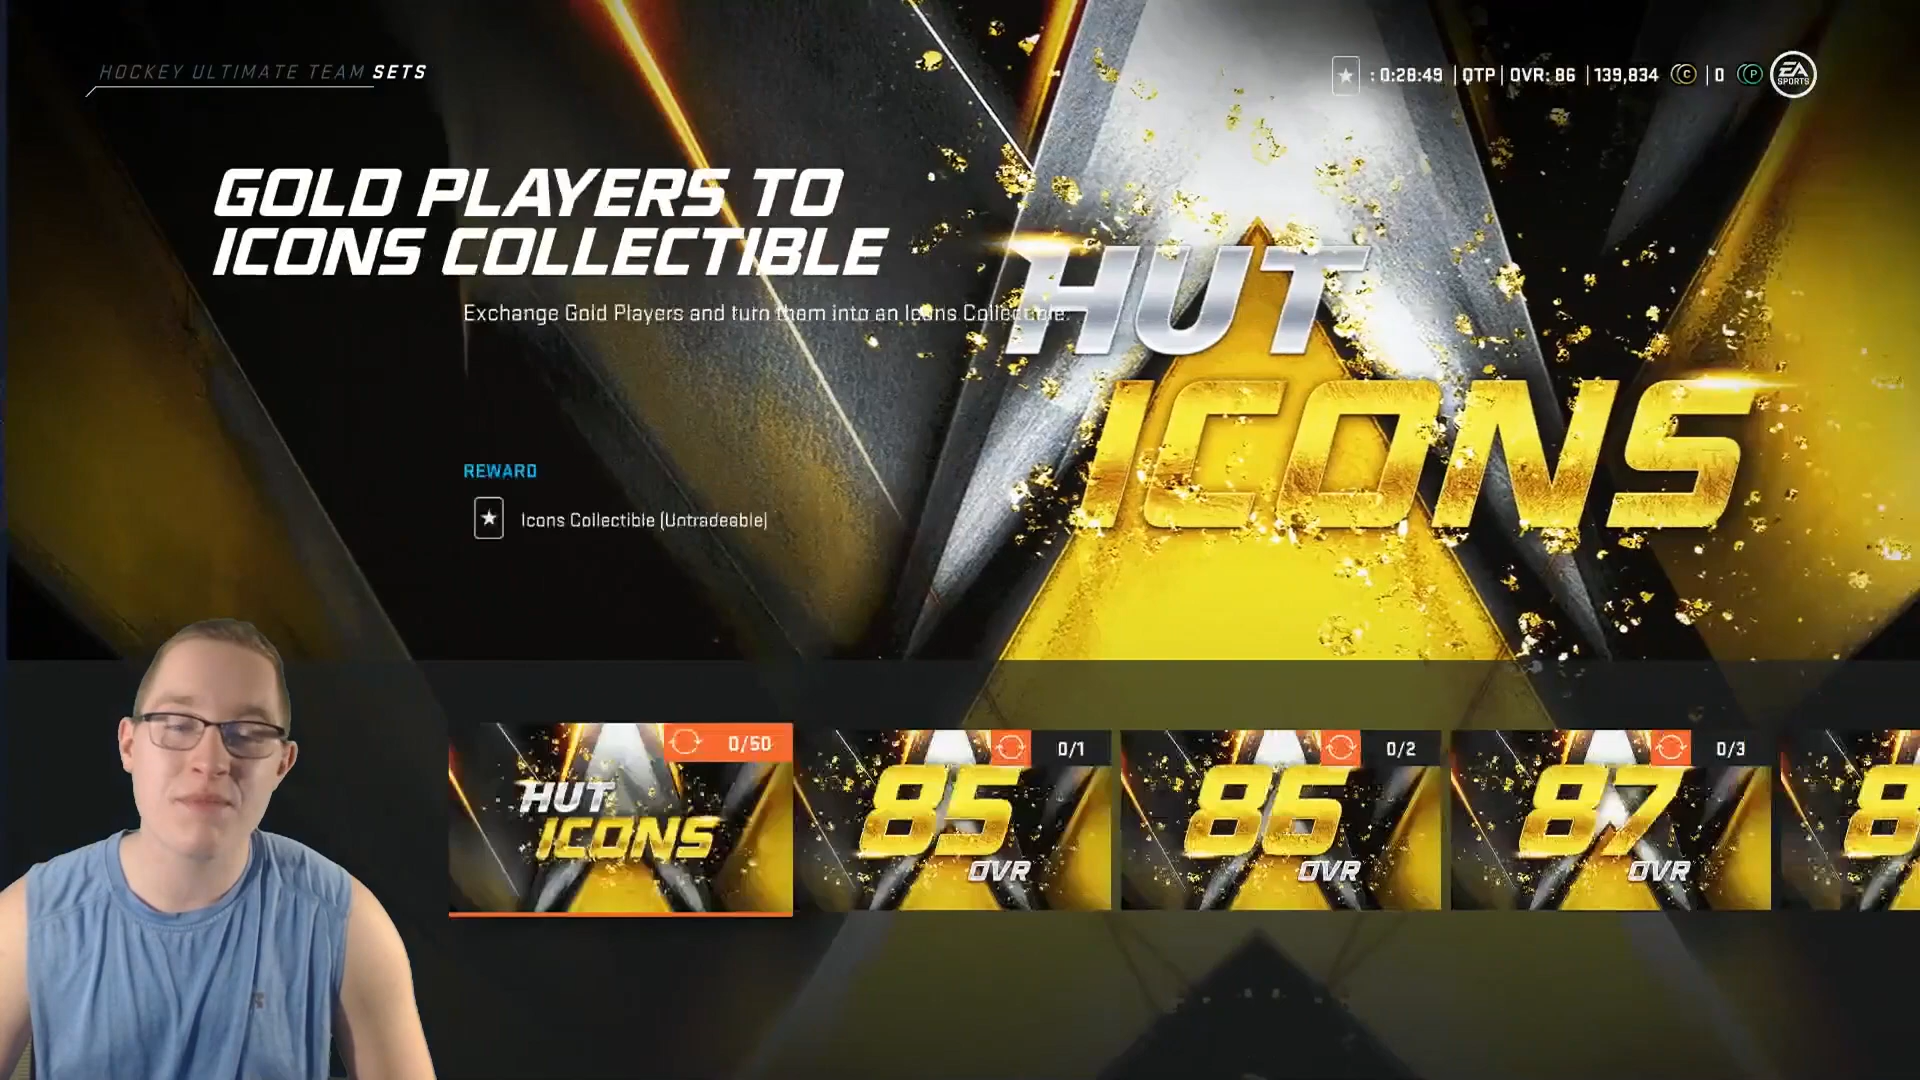 HOCKEY ULTIMATE TEAM SETS
: 0:28:49 | QTP | OVR: 86 | 139,834 C | 0 P EA SPORTS
GOLD PLAYERS TO
ICONS COLLECTIBLE
Exchange Gold Players and turn them into an Icons Collectible.
HUT
ICONS
REWARD
Icons Collectible (Untradeable)
0/50
HUT
ICONS
0/1
85
OVR
0/2
86
OVR
0/3
87
OVR
8